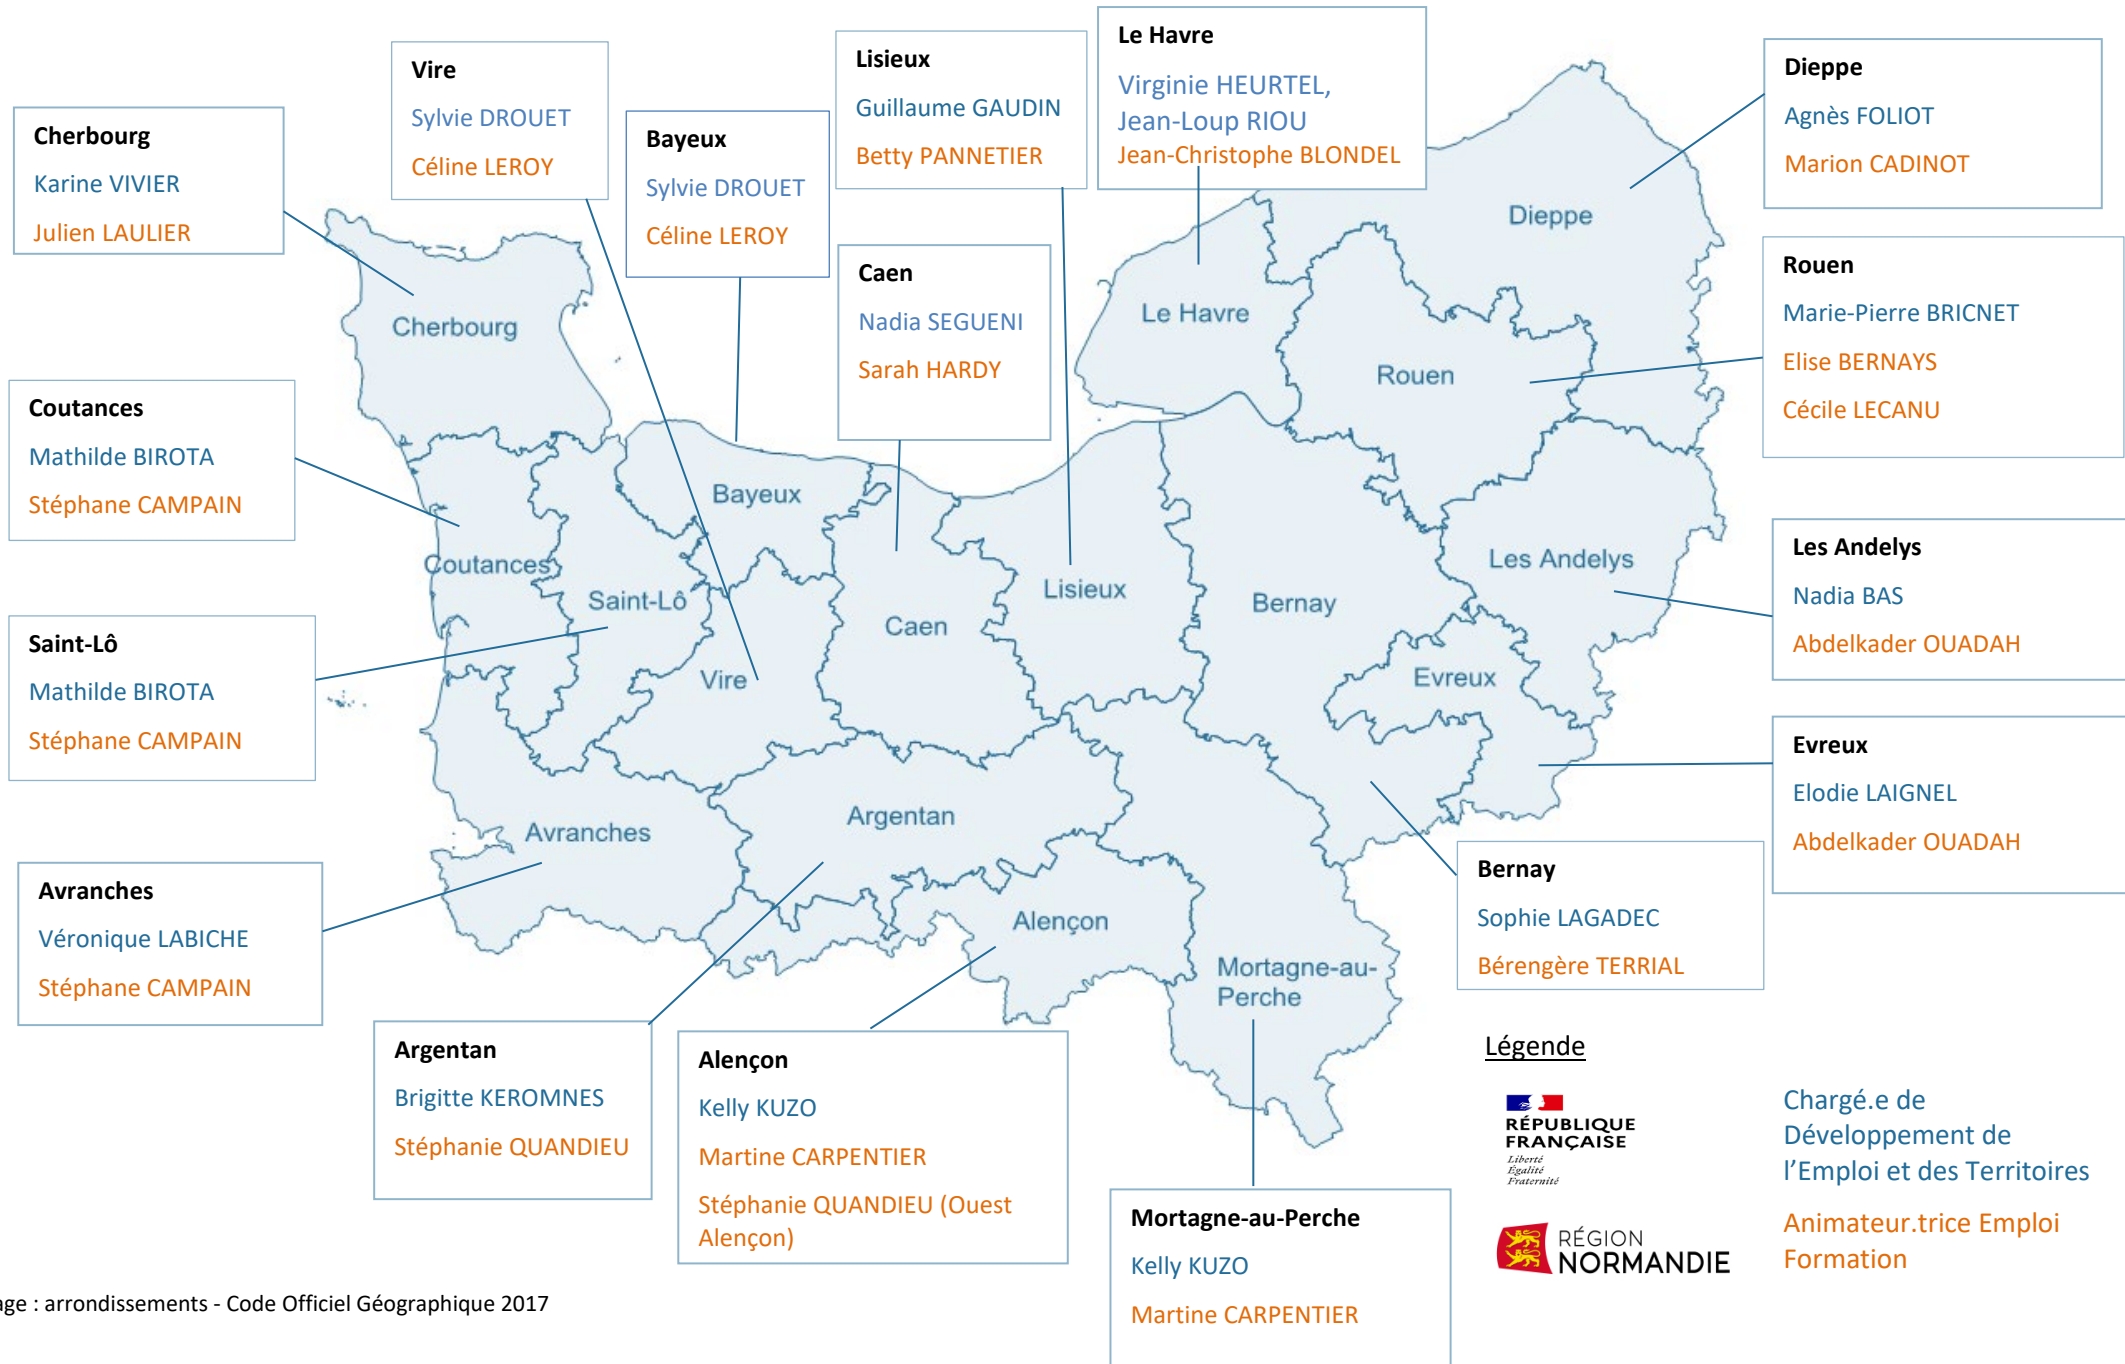 Le Havre
Virginie HEURTEL,
Jean-Loup RIOU
Jean-Christophe BLONDEL
Vire
Sylvie DROUET
Céline LEROY
Lisieux
Guillaume GAUDIN
Betty PANNETIER
Dieppe
Agnès FOLIOT
Marion CADINOT
Cherbourg
Karine VIVIER
Julien LAULIER
Bayeux
Sylvie DROUET
Céline LEROY
Caen
Nadia SEGUENI
Sarah HARDY
Rouen
Marie-Pierre BRICNET
Elise BERNAYS
Cécile LECANU
Coutances
Mathilde BIROTA
Stéphane CAMPAIN
Les Andelys
Nadia BAS
Abdelkader OUADAH
Saint-Lô
Mathilde BIROTA
Stéphane CAMPAIN
Evreux
Elodie LAIGNEL
Abdelkader OUADAH
Avranches
Véronique LABICHE
Stéphane CAMPAIN
Bernay
Sophie LAGADEC
Bérengère TERRIAL
Argentan
Brigitte KEROMNES
Stéphanie QUANDIEU
Alençon
Kelly KUZO
Martine CARPENTIER
Stéphanie QUANDIEU (Ouest
Alençon)
Mortagne-au-Perche
Kelly KUZO
Martine CARPENTIER
Dieppe
Le Havre
Cherbourg
Rouen
Bayeux
Coutances
Saint-Lô
Lisieux
Bernay
Les Andelys
Caen
Vire
Evreux
Argentan
Avranches
Alençon
Mortagne-au-
Perche
Légende
RÉPUBLIQUE
FRANÇAISE
Liberté
Égalité
Fraternité
Chargé.e de
Développement de
l'Emploi et des Territoires
RÉGION
NORMANDIE
Animateur.trice Emploi
Formation
: arrondissements - Code Officiel Géographique 2017